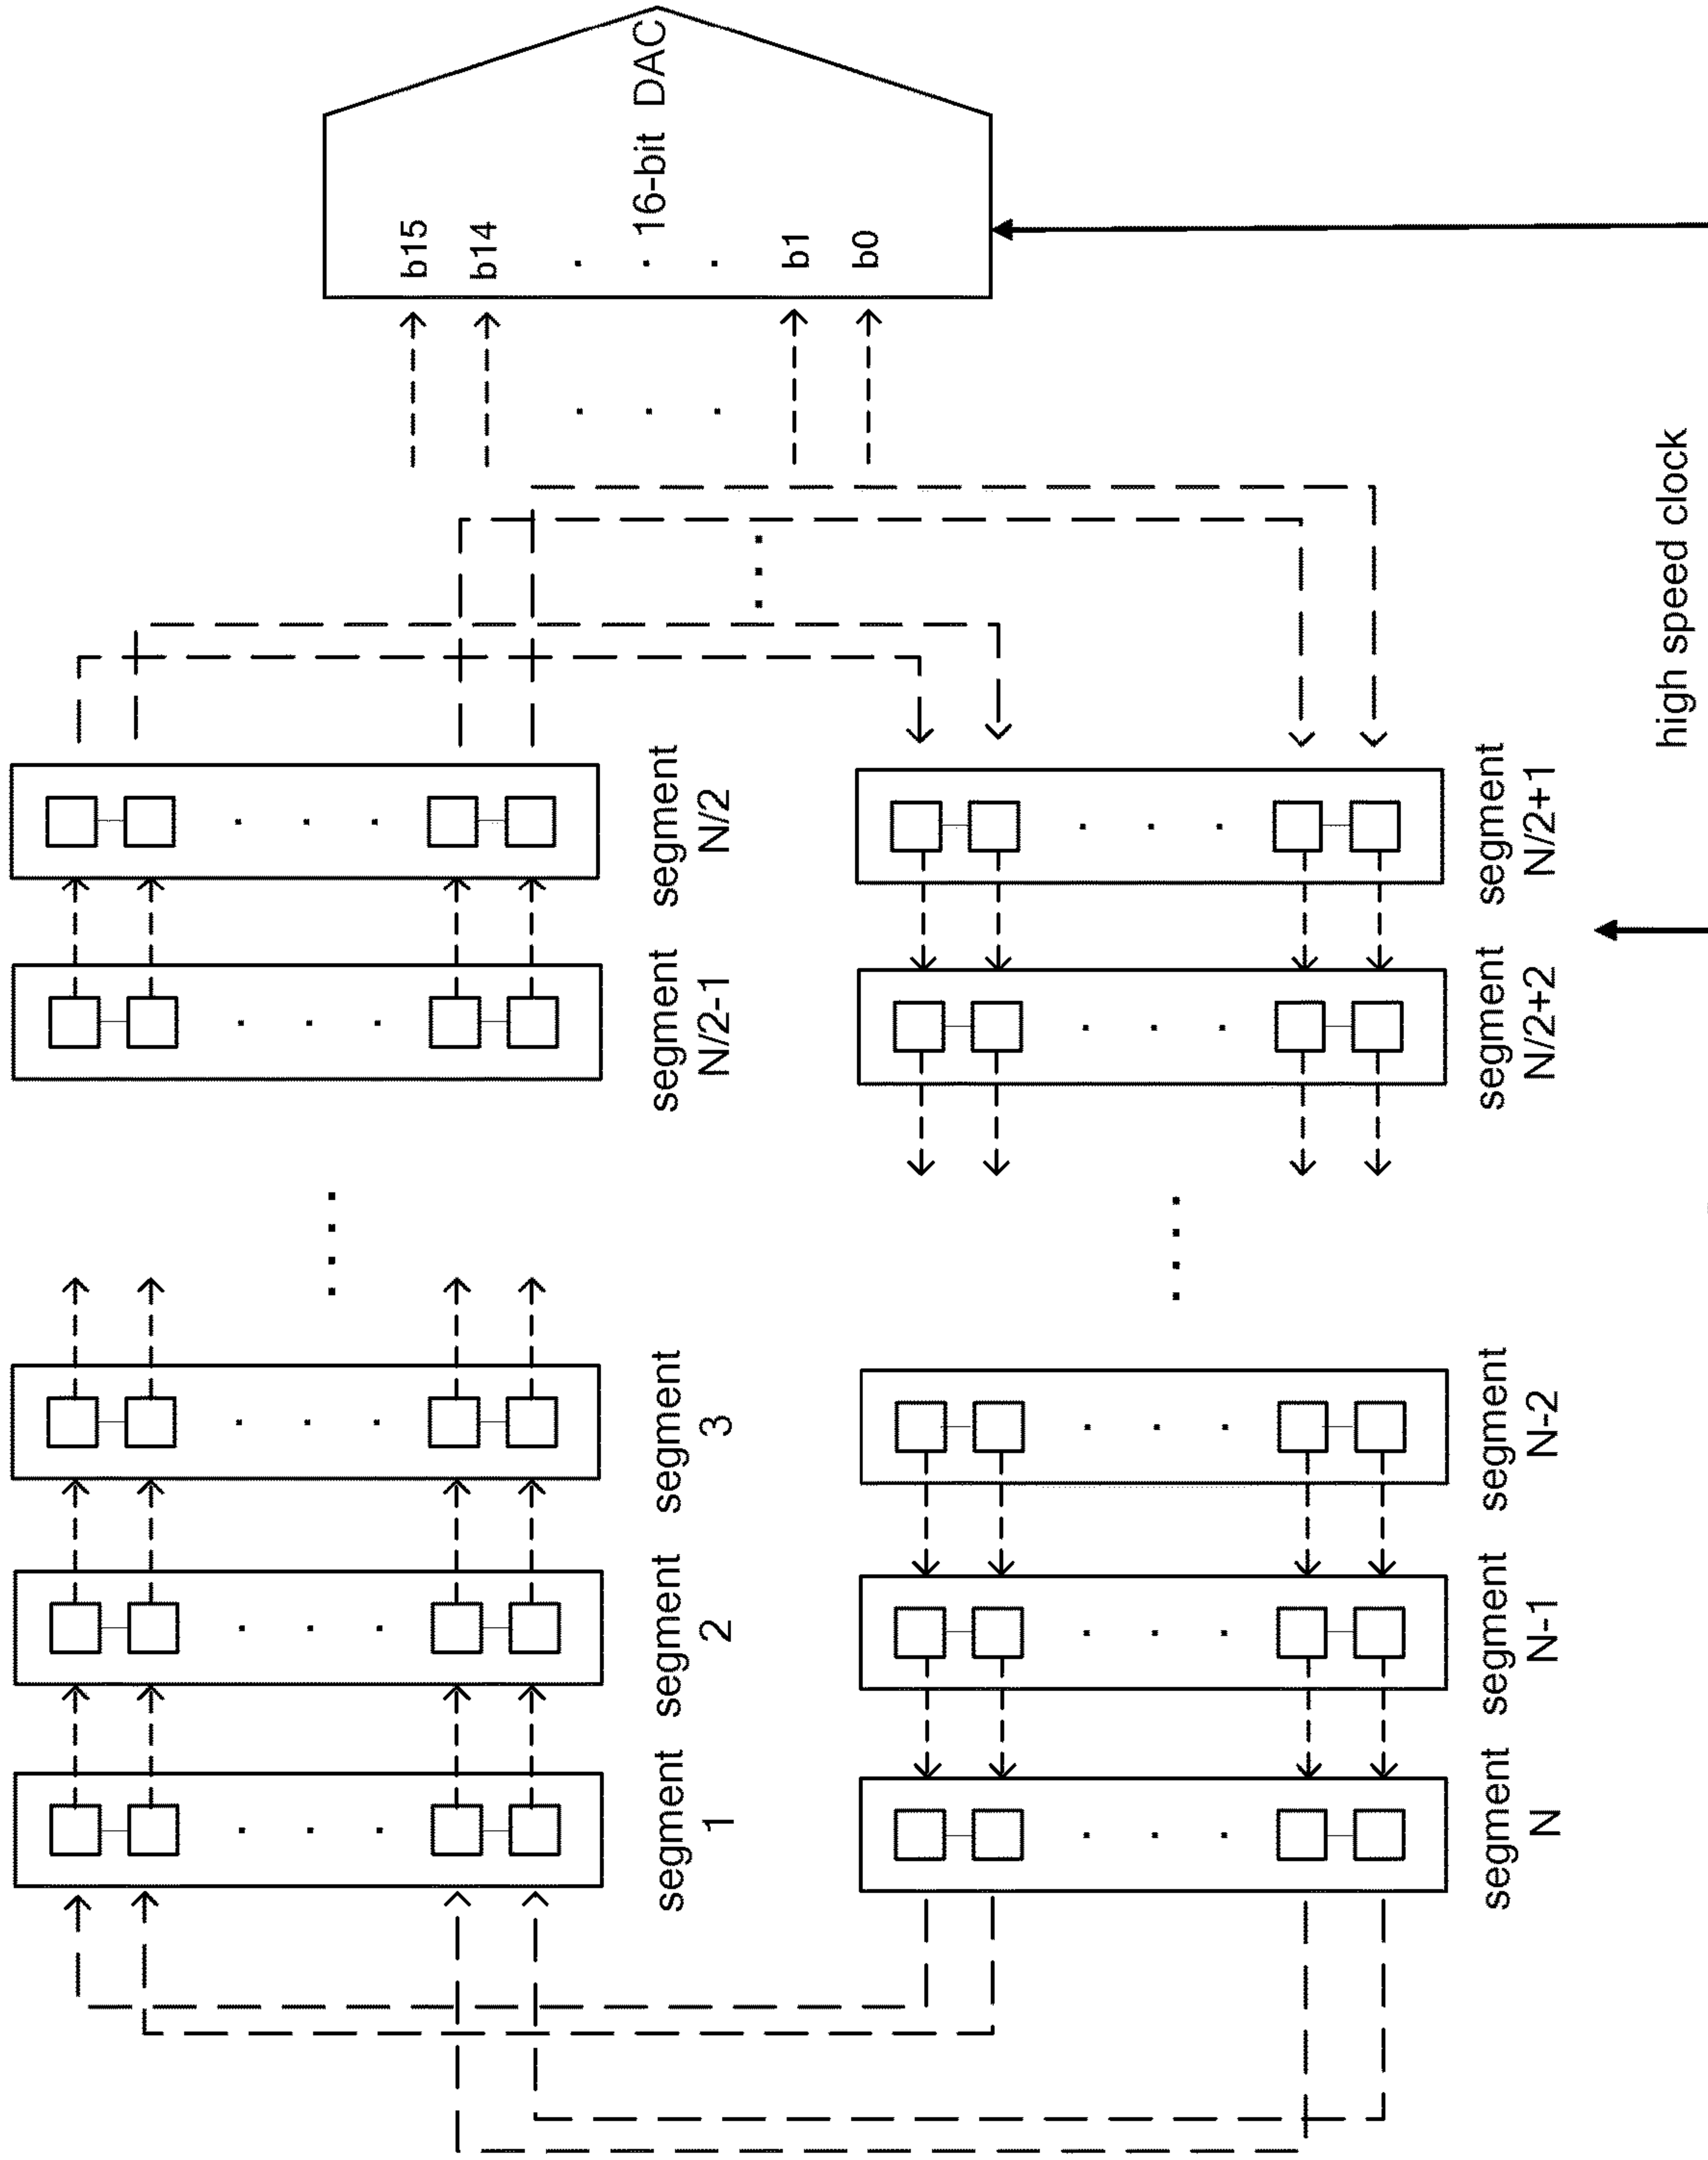 segment
1
segment
2
segment
3
segment
N/2-1
segment
N/2
b15
b14
16-bit DAC
b1
b0
segment
N
segment
N-1
segment
N-2
segment
N/2+2
segment
N/2+1
high speed clock